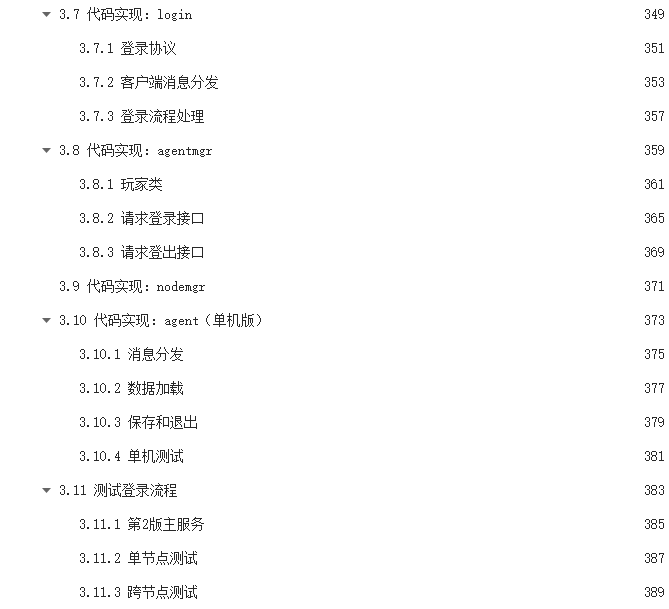 3.7 代码实现：login 349
3.7.1 登录协议 351
3.7.2 客户端消息分发 353
3.7.3 登录流程处理 357
3.8 代码实现：agentmgr 359
3.8.1 玩家类 361
3.8.2 请求登录接口 365
3.8.3 请求登出接口 369
3.9 代码实现：nodemgr 371
3.10 代码实现：agent（单机版） 373
3.10.1 消息分发 375
3.10.2 数据加载 377
3.10.3 保存和退出 379
3.10.4 单机测试 381
3.11 测试登录流程 383
3.11.1 第2版主服务 385
3.11.2 单节点测试 387
3.11.3 跨节点测试 389